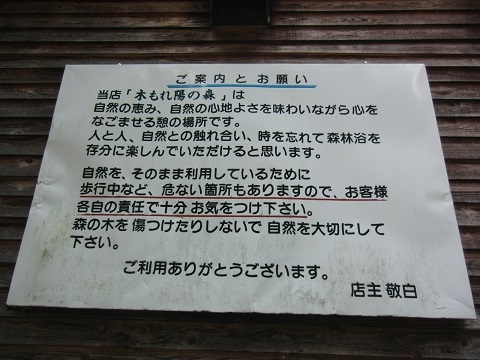 ご案内とお願い
当店「木もれ陽の森」は
自然の恵み、自然の心地よさを味わいながら心を
なごませる憩の場所です。
人と人、自然との触れ合い、時を忘れて森林浴を
存分に楽しんでいただけると思います。
自然を、そのまま利用しているために
歩行中など、危ない箇所もありますので、お客様
各自の責任で十分お気をつけ下さい。
森の木を傷つけたりしないで自然を大切にして
下さい。
ご利用ありがとうございます。
店主 敬白